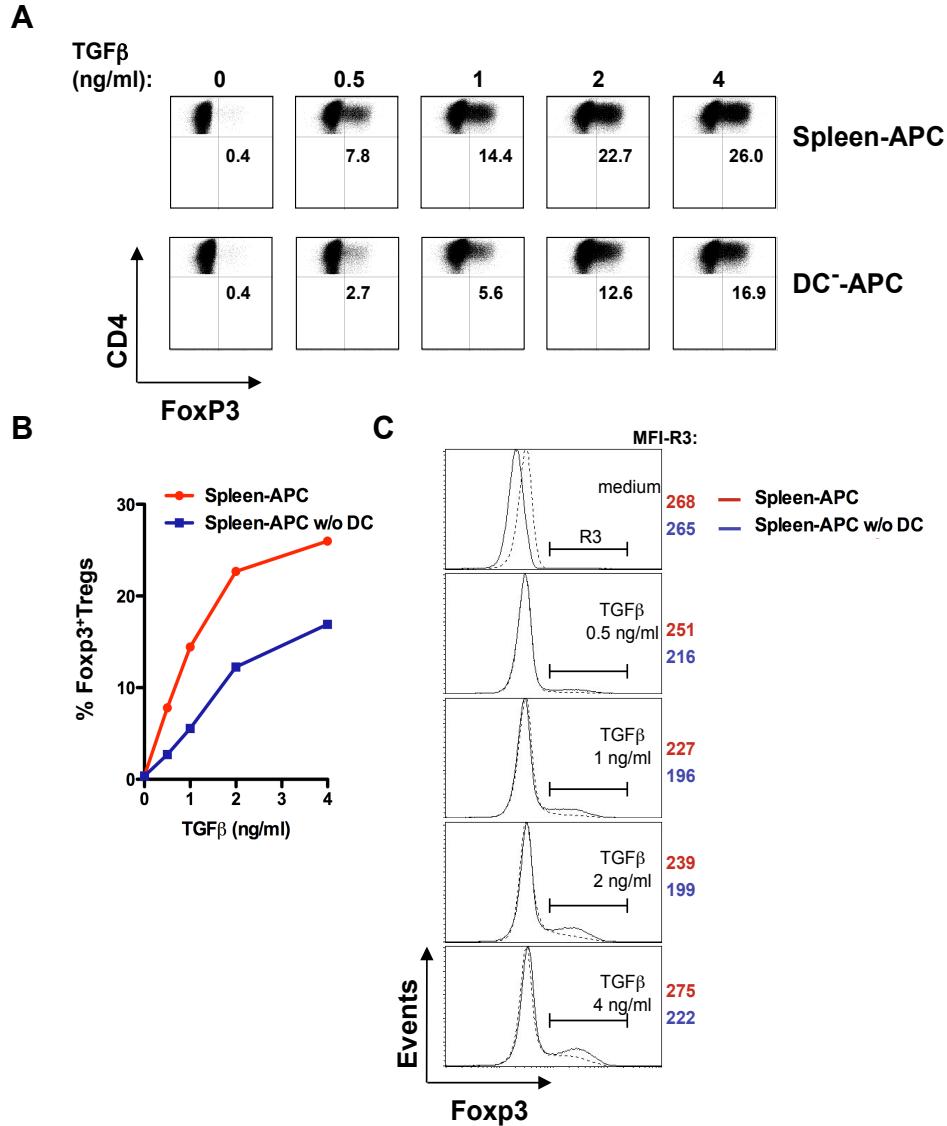 A
TGFβ
(ng/ml):
0 0.5 1 2 4
0.4 7.8 14.4 22.7 26.0
Spleen-APC
0.4 2.7 5.6 12.6 16.9
DC⁻-APC
CD4
FoxP3
B
Spleen-APC
Spleen-APC w/o DC
30
20
10
0
% Foxp3⁺Tregs
0 1 2 3 4
TGFβ (ng/ml)
C
MFI-R3:
medium
R3
268
265
Spleen-APC
Spleen-APC w/o DC
TGFβ
0.5 ng/ml
251
216
TGFβ
1 ng/ml
227
196
TGFβ
2 ng/ml
239
199
TGFβ
4 ng/ml
275
222
Events
Foxp3